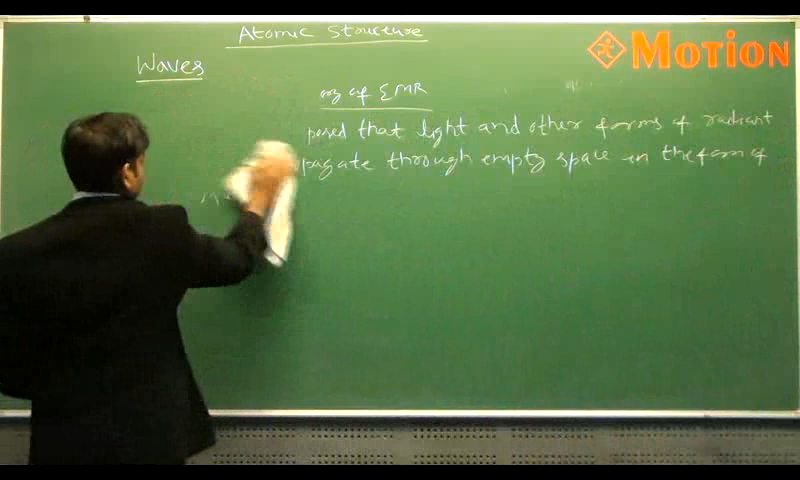 Atomic Structure
MOTION
Waves
ory of EMR
posed that light and other forms of radiant
pagate through empty space in the form of